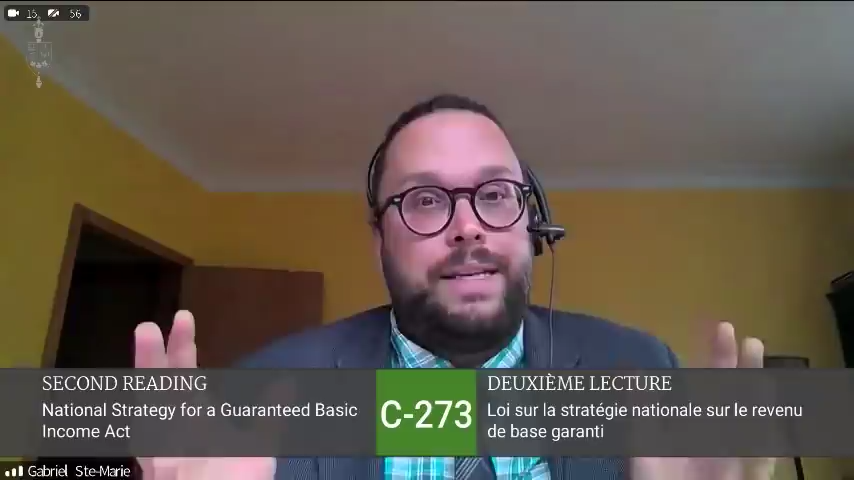 15 56
SECOND READING
National Strategy for a Guaranteed Basic
Income Act
C-273
DEUXIÈME LECTURE
Loi sur la stratégie nationale sur le revenu
de base garanti
Gabriel Ste-Marie